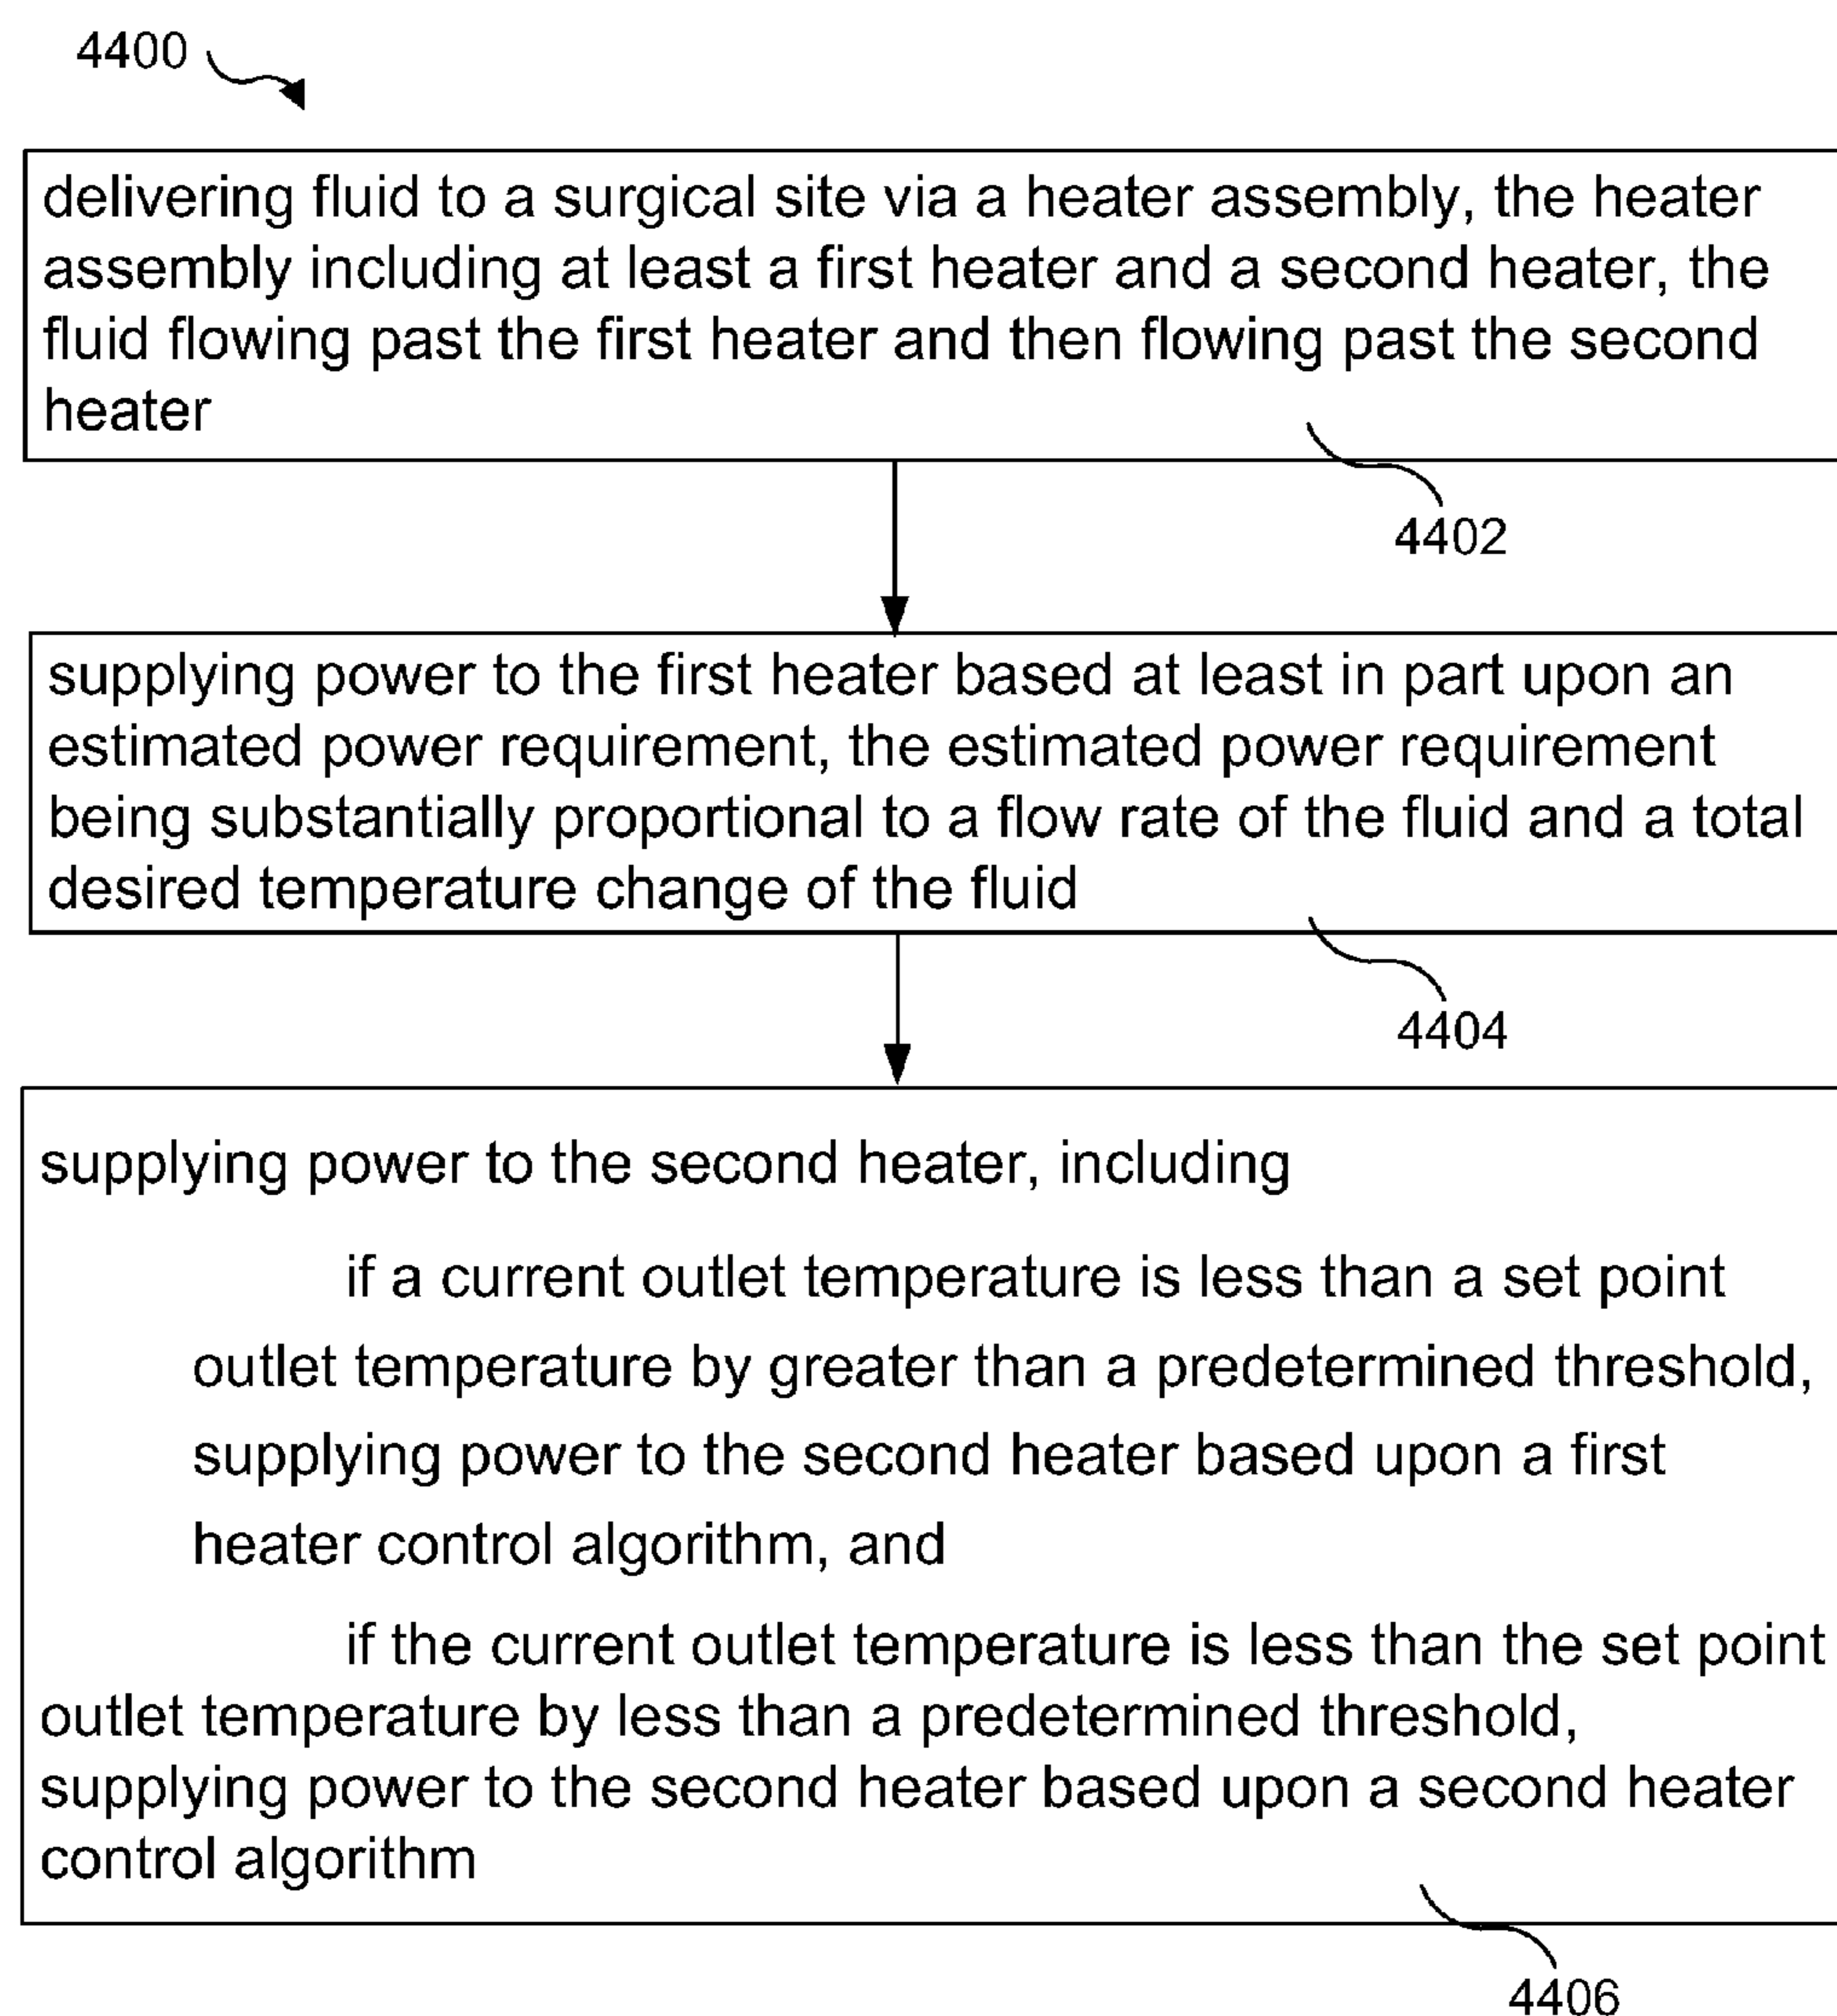 4400
delivering fluid to a surgical site via a heater assembly, the heater
assembly including at least a first heater and a second heater, the
fluid flowing past the first heater and then flowing past the second
heater
4402
supplying power to the first heater based at least in part upon an
estimated power requirement, the estimated power requirement
being substantially proportional to a flow rate of the fluid and a total
desired temperature change of the fluid
4404
supplying power to the second heater, including
if a current outlet temperature is less than a set point
outlet temperature by greater than a predetermined threshold,
supplying power to the second heater based upon a first
heater control algorithm, and
if the current outlet temperature is less than the set point
outlet temperature by less than a predetermined threshold,
supplying power to the second heater based upon a second heater
control algorithm
4406